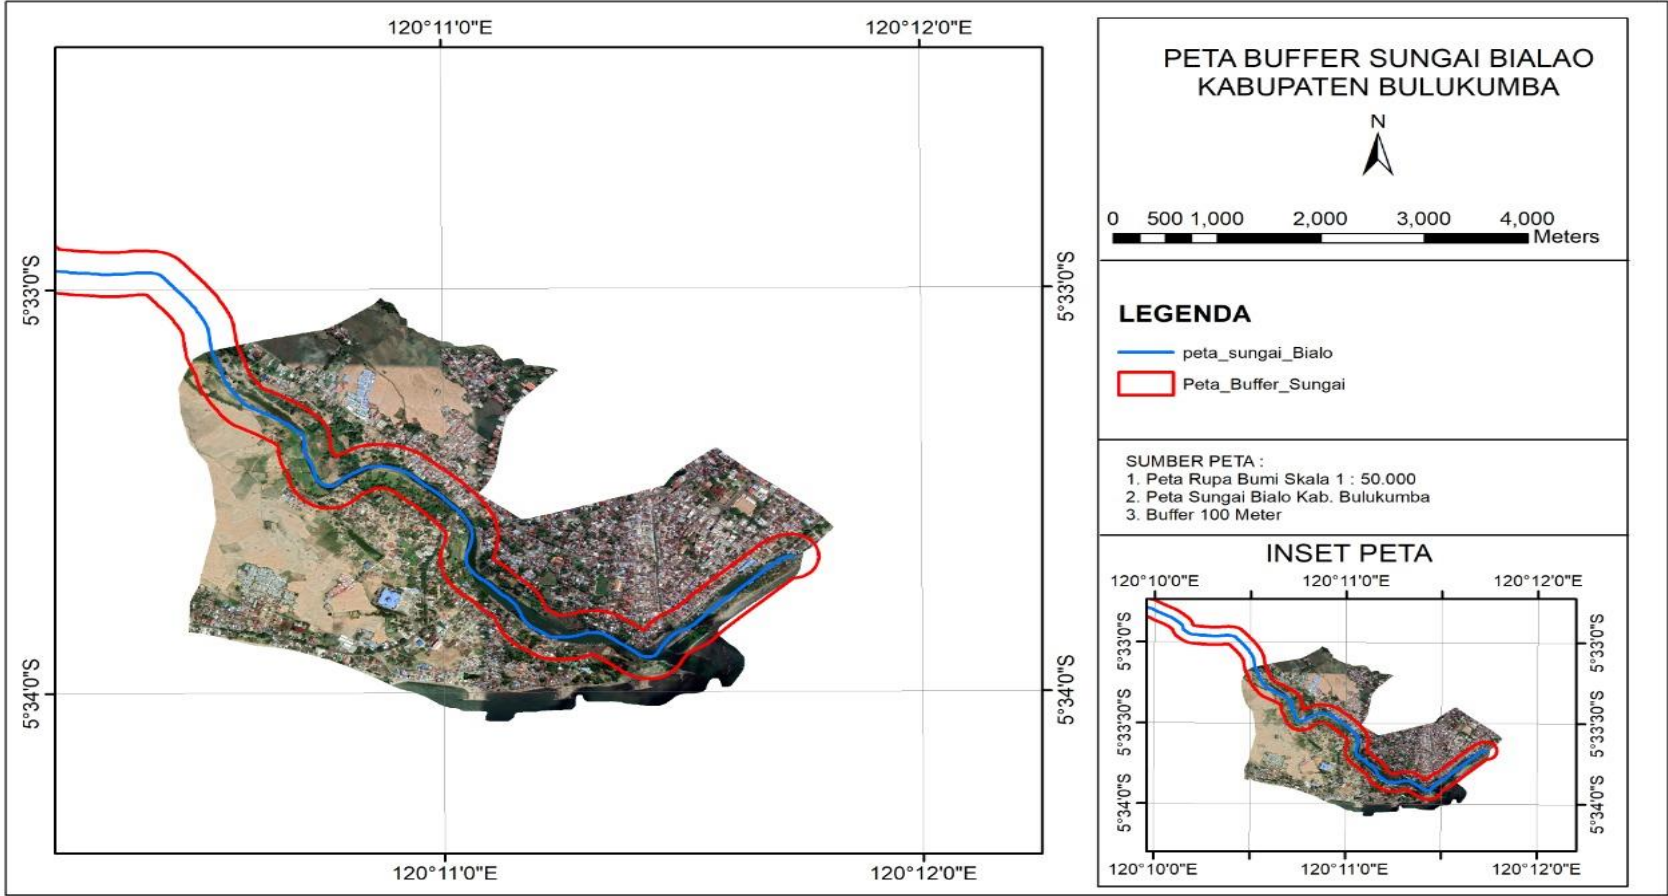 120°11'0"E 120°12'0"E
5°33'0"S 5°33'0"S
5°34'0"S 5°34'0"S
120°11'0"E 120°12'0"E
PETA BUFFER SUNGAI BIALAO
KABUPATEN BULUKUMBA
N
0 500 1,000 2,000 3,000 4,000
Meters
LEGENDA
peta_sungai_Bialo
Peta_Buffer_Sungai
SUMBER PETA :
1. Peta Rupa Bumi Skala 1 : 50.000
2. Peta Sungai Bialo Kab. Bulukumba
3. Buffer 100 Meter
INSET PETA
120°10'0"E 120°11'0"E 120°12'0"E
5°33'0"S 5°33'0"S
5°33'30"S 5°33'30"S
5°34'0"S 5°34'0"S
120°10'0"E 120°11'0"E 120°12'0"E